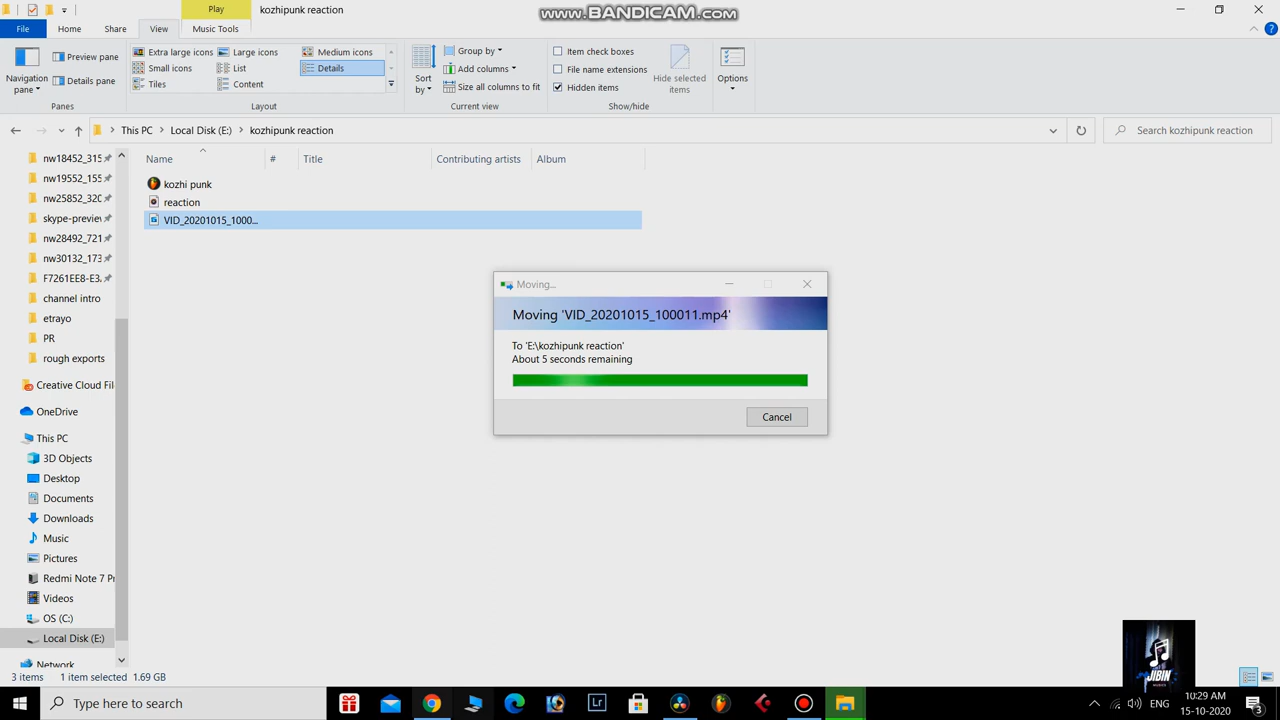 Play
kozhipunk reaction
www.BANDICAM.com
File
Home
Share
View
Music Tools
Navigation pane
Preview pane
Details pane
Panes
Extra large icons
Large icons
Medium icons
Small icons
List
Details
Tiles
Content
Layout
Sort by
Group by
Add columns
Size all columns to fit
Current view
Item check boxes
File name extensions
Hidden items
Hide selected items
Show/hide
Options
This PC
Local Disk (E:)
kozhipunk reaction
Search kozhipunk reaction
Name
#
Title
Contributing artists
Album
nw18452_315
nw19552_155
nw25852_320
skype-preview
nw28492_721
nw30132_173
F7261EE8-E3.
channel intro
etrayo
PR
rough exports
Creative Cloud Fil
OneDrive
This PC
3D Objects
Desktop
Documents
Downloads
Music
Pictures
Redmi Note 7 Pr
Videos
OS (C:)
Local Disk (E:)
Network
kozhi punk
reaction
VID_20201015_1000...
Moving...
Moving 'VID_20201015_100011.mp4'
To 'E:\kozhipunk reaction'
About 5 seconds remaining
Cancel
JIBIN
3 items
1 item selected 1.69 GB
Type here to search
ENG
10:29 AM
15-10-2020
3